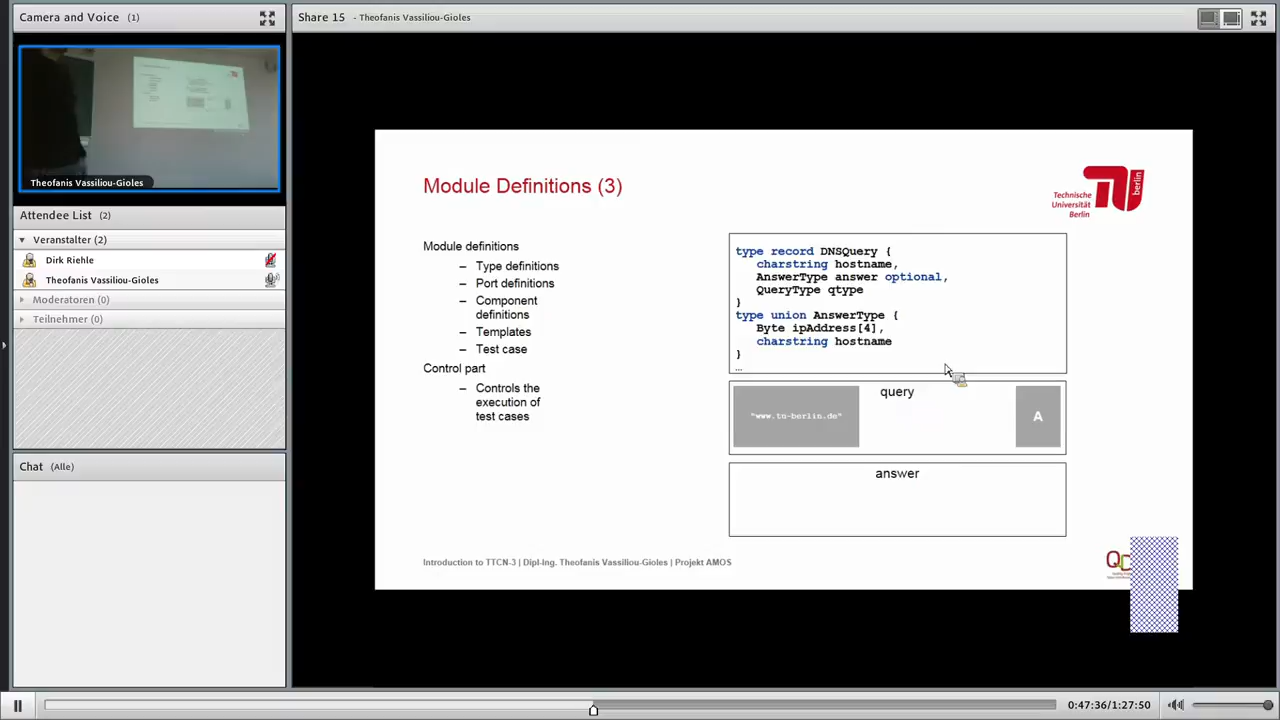 Camera and Voice (1)
Theofanis Vassiliou-Gioles
Attendee List (2)
Veranstalter (2)
Dirk Riehle
Theofanis Vassiliou-Gioles
Moderatoren (0)
Teilnehmer (0)
Chat (Alle)
Share 15 - Theofanis Vassiliou-Gioles
Module Definitions (3)
Technische
Universität
Berlin
berlin
Module definitions
– Type definitions
– Port definitions
– Component
definitions
– Templates
– Test case
Control part
– Controls the
execution of
test cases
type record DNSQuery {
charstring hostname,
AnswerType answer optional,
QueryType qtype
}
type union AnswerType {
Byte ipAddress[4],
charstring hostname
}
…
query
"www.tn-berlin.de"
A
answer
Introduction to TTCN-3 | Dipl-Ing. Theofanis Vassiliou-Gioles | Projekt AMOS
0:47:36/1:27:50